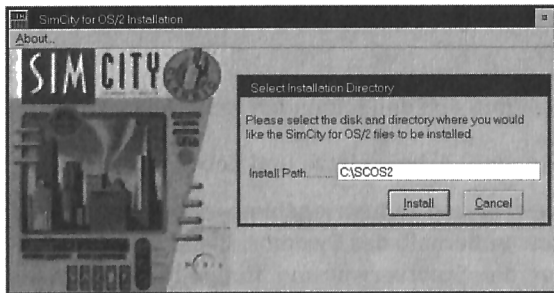 SimCity for OS/2 Installation
About...
SIM CITY
Select Installation Directory
Please select the disk and directory where you would
like the SimCity for OS/2 files to be installed.
Install Path......... C:\SCOS2
Install Cancel